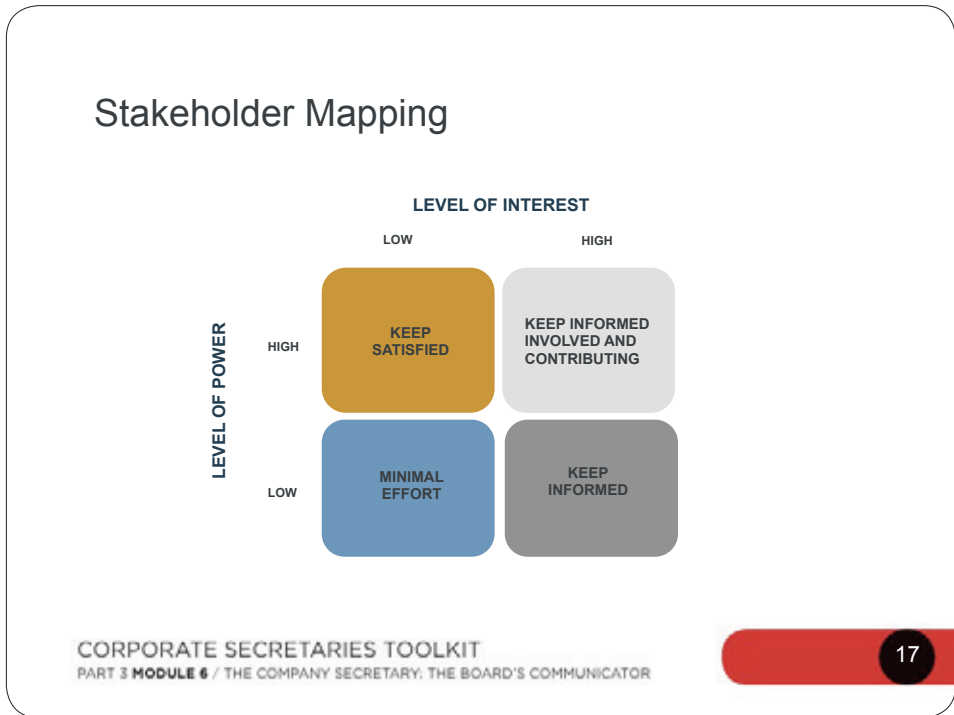 Stakeholder Mapping
LEVEL OF INTEREST
LOW
HIGH
LEVEL OF POWER
HIGH
KEEP
SATISFIED
KEEP INFORMED
INVOLVED AND
CONTRIBUTING
LOW
MINIMAL
EFFORT
KEEP
INFORMED
CORPORATE SECRETARIES TOOLKIT
PART 3 MODULE 6 / THE COMPANY SECRETARY: THE BOARD'S COMMUNICATOR
17